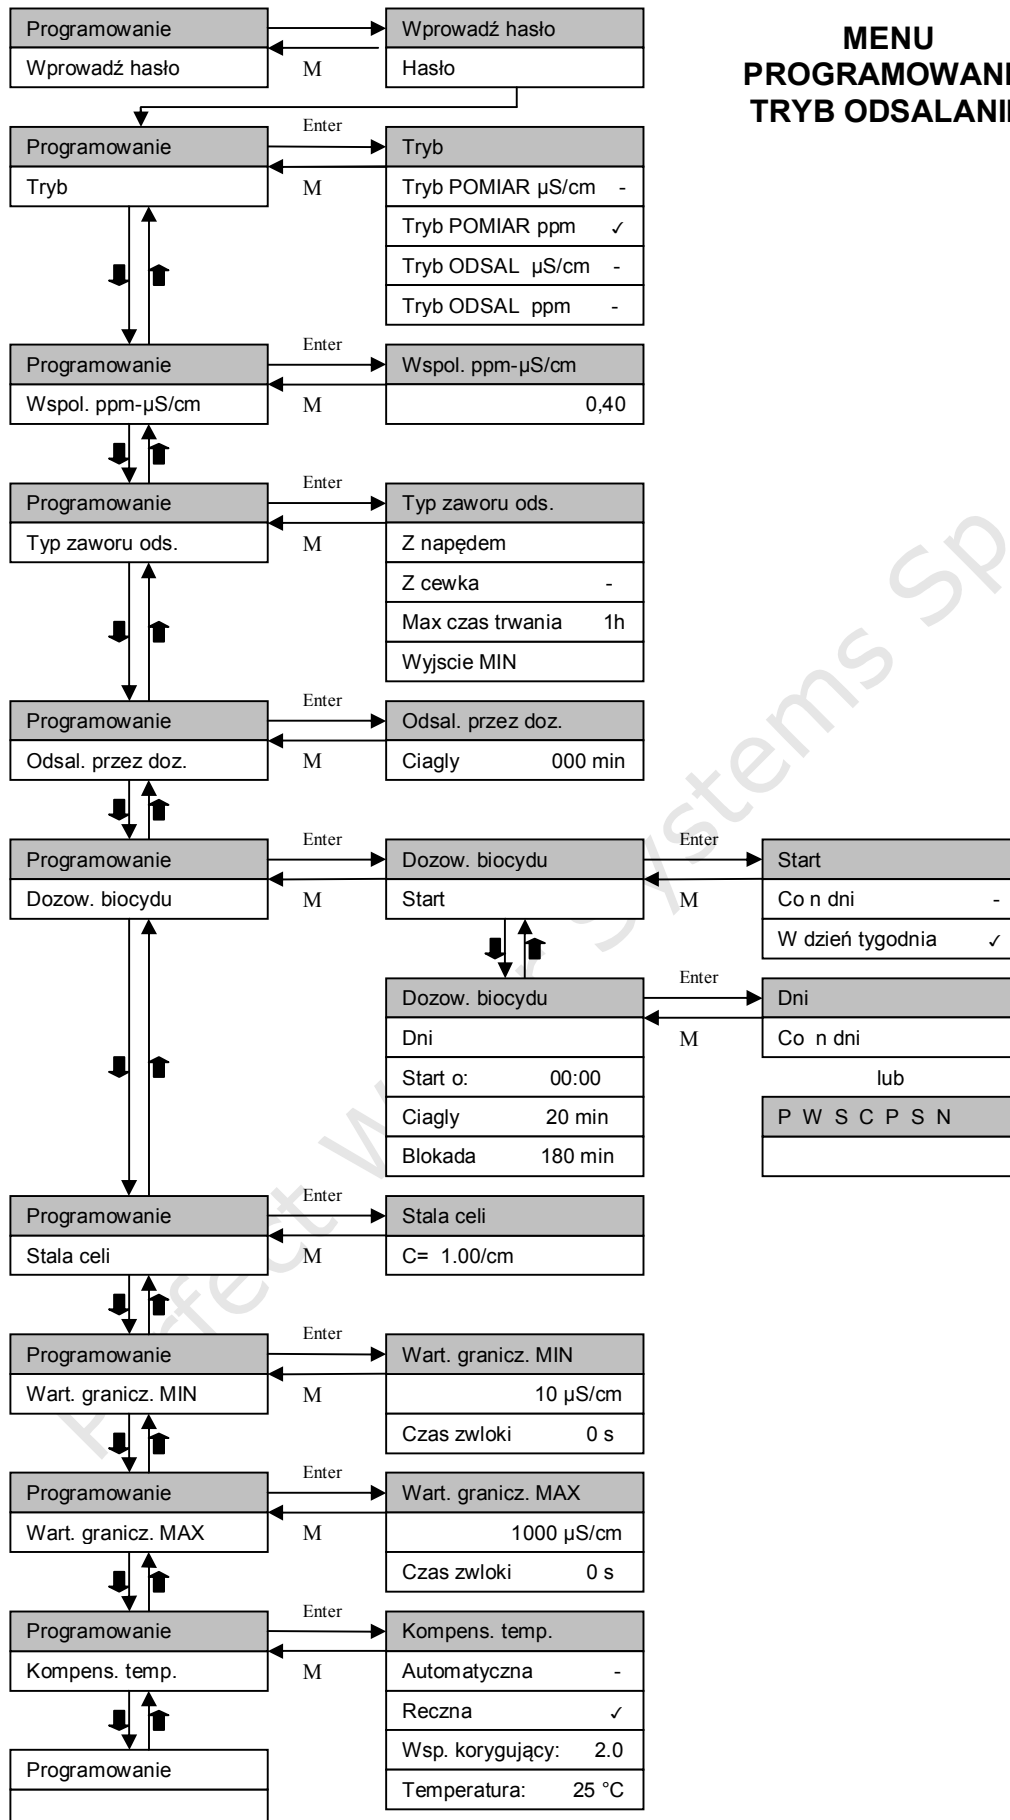 MENU
PROGRAMOWANI
TRYB ODSALANI
Programowanie
Wprowadź hasło
M
Wprowadź hasło
Hasło
Programowanie
Tryb
Enter
M
Tryb
Tryb POMIAR µS/cm -
Tryb POMIAR ppm ✓
Tryb ODSAL µS/cm -
Tryb ODSAL ppm -
Programowanie
Wspol. ppm-µS/cm
Enter
M
Wspol. ppm-µS/cm
0,40
Programowanie
Typ zaworu ods.
Enter
M
Typ zaworu ods.
Z napędem
Z cewka -
Max czas trwania 1h
Wyjscie MIN
Programowanie
Odsal. przez doz.
Enter
M
Odsal. przez doz.
Ciagly 000 min
Programowanie
Dozow. biocydu
Enter
M
Dozow. biocydu
Start
Enter
M
Start
Co n dni -
W dzień tygodnia ✓
Dozow. biocydu
Dni
Start o: 00:00
Ciagly 20 min
Blokada 180 min
Enter
M
Dni
Co n dni
lub
P W S C P S N
Programowanie
Stala celi
Enter
M
Stala celi
C= 1.00/cm
Programowanie
Wart. granicz. MIN
Enter
M
Wart. granicz. MIN
10 µS/cm
Czas zwloki 0 s
Programowanie
Wart. granicz. MAX
Enter
M
Wart. granicz. MAX
1000 µS/cm
Czas zwloki 0 s
Programowanie
Kompens. temp.
Enter
M
Kompens. temp.
Automatyczna -
Reczna ✓
Wsp. korygujący: 2.0
Temperatura: 25 °C
Programowanie
Systems Sp